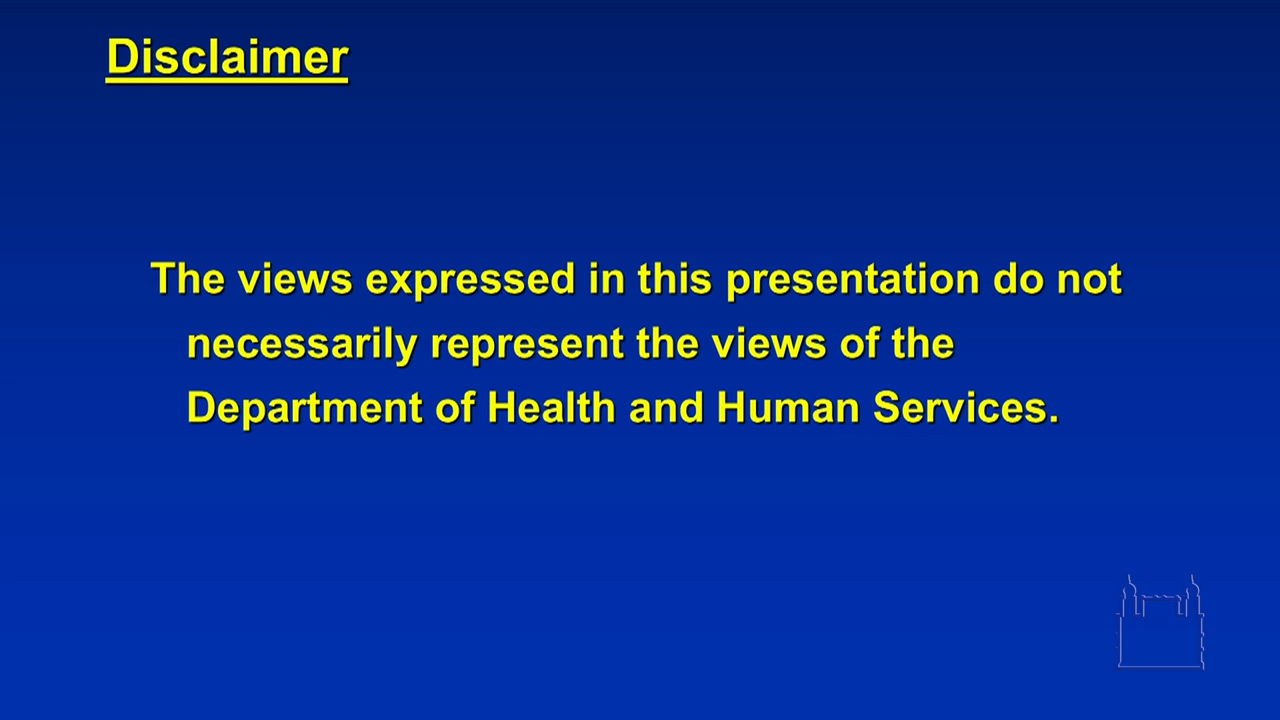 Disclaimer
The views expressed in this presentation do not
necessarily represent the views of the
Department of Health and Human Services.